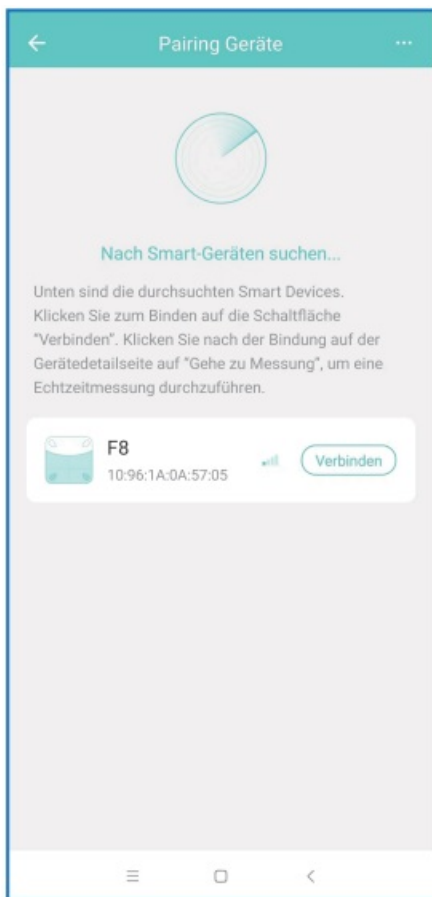 Pairing Geräte
Nach Smart-Geräten suchen...
Unten sind die durchsuchten Smart Devices.
Klicken Sie zum Binden auf die Schaltfläche
"Verbinden". Klicken Sie nach der Bindung auf der
Gerätedetailseite auf "Gehe zu Messung", um eine
Echtzeitmessung durchzuführen.
F8
10:96:1A:0A:57:05
Verbinden